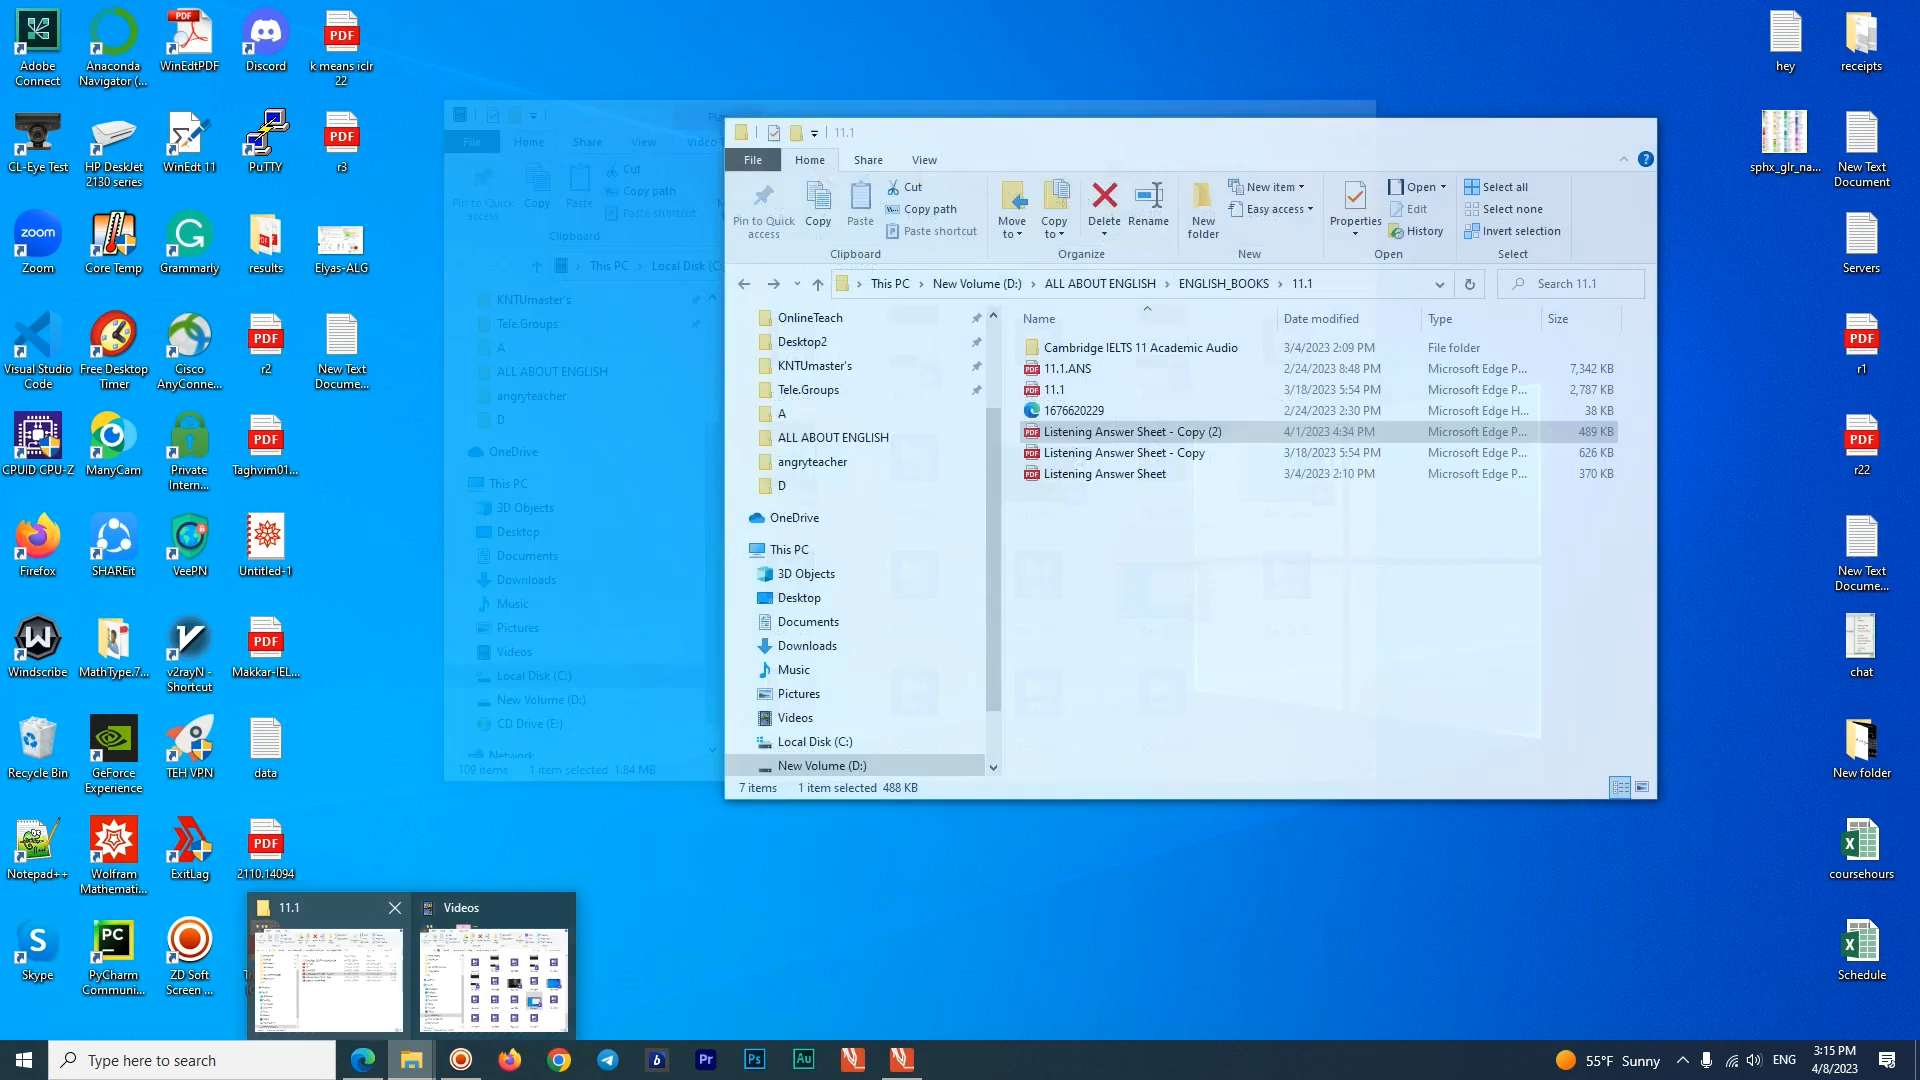 Adobe
Connect
Anaconda
Navigator (...
WinEdtPDF
Discord
k means iclr
22
CL-Eye Test
HP DeskJet
2130 series
WinEdt 11
PuTTY
r3
Zoom
Core Temp
Grammarly
results
Elyas-ALG
Visual Studio
Code
Free Desktop
Timer
Cisco
AnyConne...
r2
New Text
Docume...
CPUID CPU-Z
ManyCam
Private
Intern...
Taghvim01...
Firefox
SHAREit
VeePN
Untitled-1
Windscribe
MathType.7...
v2rayN -
Shortcut
Makkar-IEL...
Recycle Bin
GeForce
Experience
TEH VPN
data
Notepad++
Wolfram
Mathemati...
ExitLag
2110.14094
Skype
PyCharm
Communi...
ZD Soft
Screen ...
hey
receipts
sphx_glr_na...
New Text
Document
Servers
r1
r22
New Text
Docume...
chat
New folder
coursehours
Schedule
File
Home
Share
View
Pin to Quick
access
Copy
Paste
Cut
Copy path
Paste shortcut
Clipboard
This PC
Local Disk (C:
KNTUmaster's
Tele.Groups
A
ALL ABOUT ENGLISH
angryteacher
D
OneDrive
This PC
3D Objects
Desktop
Documents
Downloads
Music
Pictures
Videos
Local Disk (C:)
New Volume (D:)
CD Drive (E:)
Network
109 items 1 item selected 1.84 MB
11.1
File Home Share View
Pin to Quick
access
Copy
Paste
Cut
Copy path
Paste shortcut
Clipboard
Move
to
Copy
to
Delete
Rename
Organize
New
folder
New item
Easy access
New
Properties
Open
Edit
History
Open
Select all
Select none
Invert selection
Select
This PC > New Volume (D:) > ALL ABOUT ENGLISH > ENGLISH_BOOKS > 11.1
Search 11.1
OnlineTeach
Desktop2
KNTUmaster's
Tele.Groups
A
ALL ABOUT ENGLISH
angryteacher
D
OneDrive
This PC
3D Objects
Desktop
Documents
Downloads
Music
Pictures
Videos
Local Disk (C:)
New Volume (D:)
Name Date modified Type Size
Cambridge IELTS 11 Academic Audio 3/4/2023 2:09 PM File folder
11.1.ANS 2/24/2023 8:48 PM Microsoft Edge P... 7,342 KB
11.1 3/18/2023 5:54 PM Microsoft Edge P... 2,787 KB
1676620229 2/24/2023 2:30 PM Microsoft Edge H... 38 KB
Listening Answer Sheet - Copy (2) 4/1/2023 4:34 PM Microsoft Edge P... 489 KB
Listening Answer Sheet - Copy 3/18/2023 5:54 PM Microsoft Edge P... 626 KB
Listening Answer Sheet 3/4/2023 2:10 PM Microsoft Edge P... 370 KB
7 items 1 item selected 488 KB
11.1
Videos
Type here to search
55°F Sunny
ENG
3:15 PM
4/8/2023